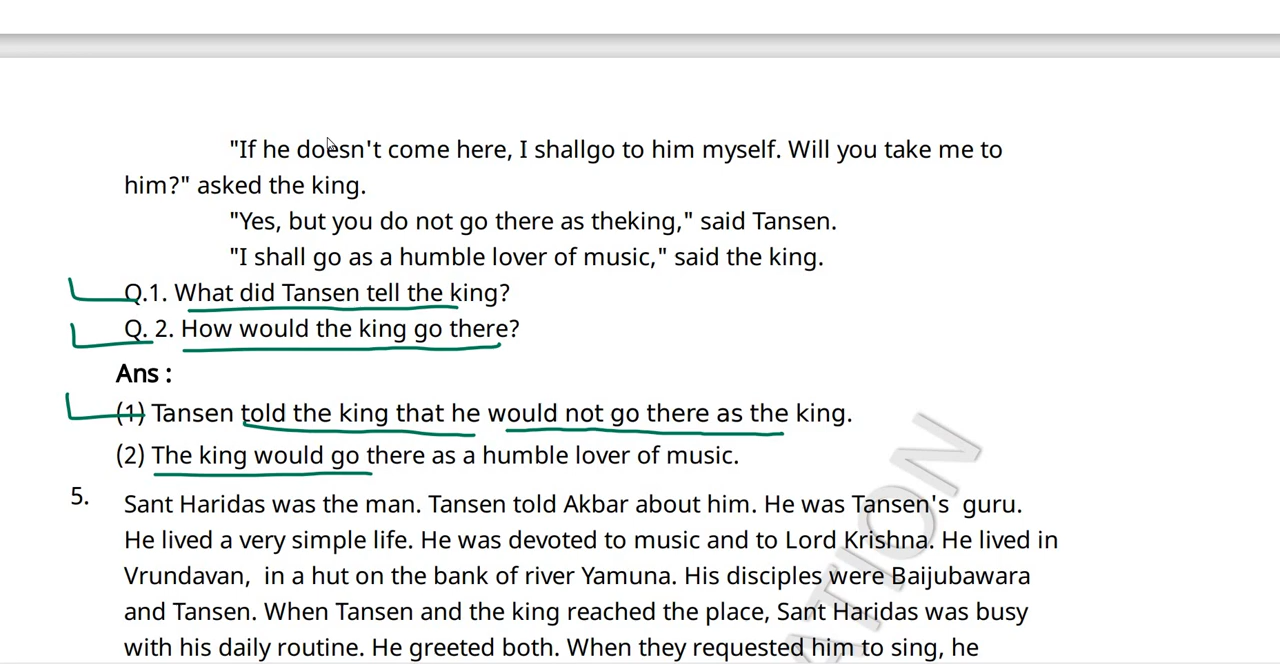 "If he doesn't come here, I shallgo to him myself. Will you take me to
him?" asked the king.
"Yes, but you do not go there as theking," said Tansen.
"I shall go as a humble lover of music," said the king.
Q.1. What did Tansen tell the king?
Q. 2. How would the king go there?
Ans :
(1) Tansen told the king that he would not go there as the king.
(2) The king would go there as a humble lover of music.
5. Sant Haridas was the man. Tansen told Akbar about him. He was Tansen's guru.
He lived a very simple life. He was devoted to music and to Lord Krishna. He lived in
Vrundavan, in a hut on the bank of river Yamuna. His disciples were Baijubawara
and Tansen. When Tansen and the king reached the place, Sant Haridas was busy
with his daily routine. He greeted both. When they requested him to sing, he